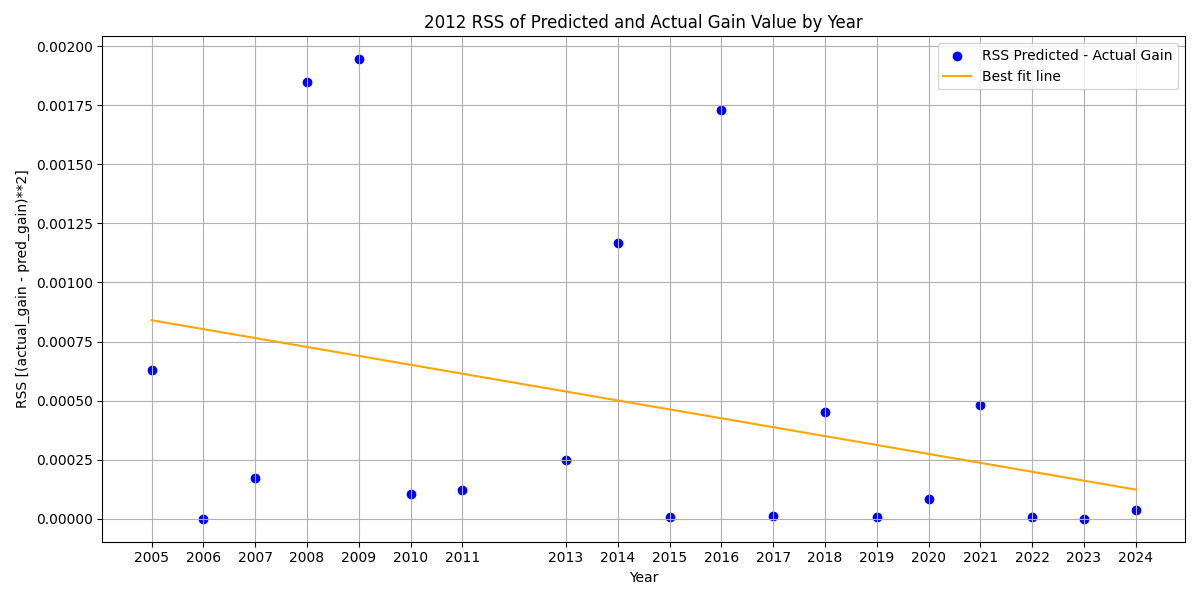 2012 RSS of Predicted and Actual Gain Value by Year
RSS Predicted - Actual Gain
Best fit line
RSS [(actual_gain - pred_gain)**2]
0.00200
0.00175
0.00150
0.00125
0.00100
0.00075
0.00050
0.00025
0.00000
2005 2006 2007 2008 2009 2010 2011 2013 2014 2015 2016 2017 2018 2019 2020 2021 2022 2023 2024
Year